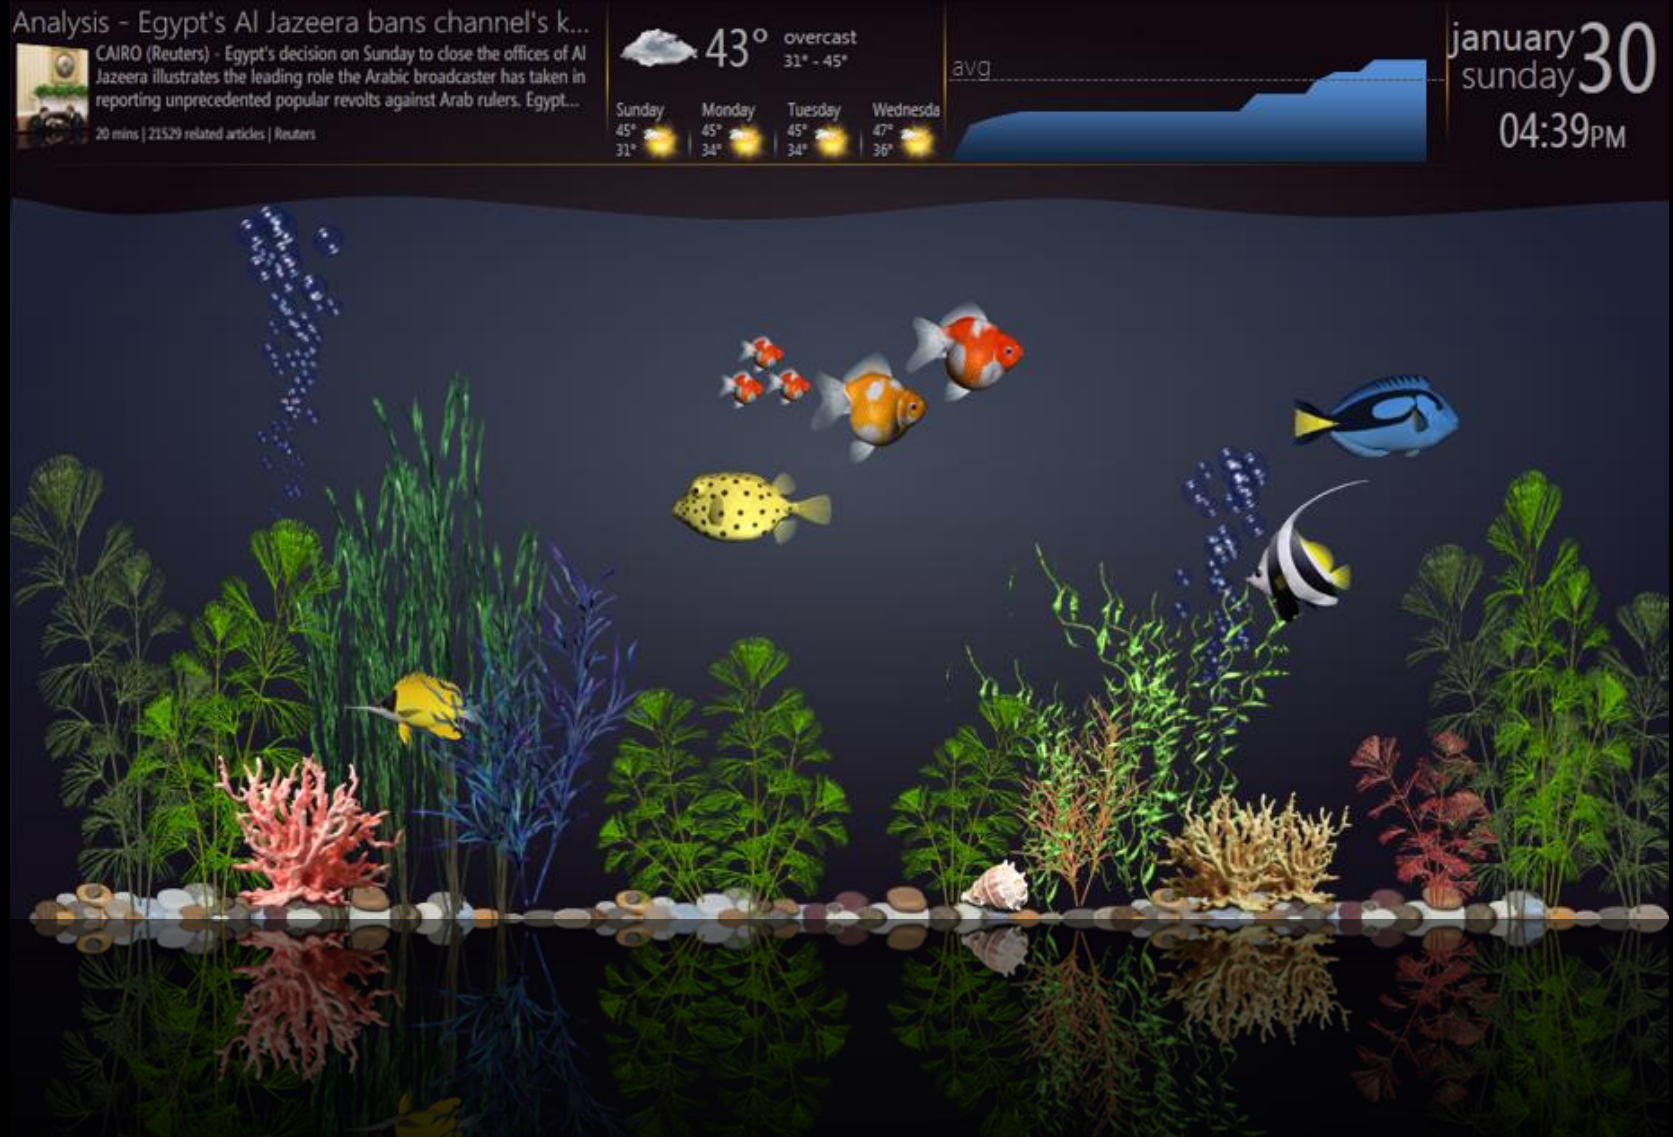 Analysis - Egypt's Al Jazeera bans channel's k...
CAIRO (Reuters) - Egypt's decision on Sunday to close the offices of Al
Jazeera illustrates the leading role the Arabic broadcaster has taken in
reporting unprecedented popular revolts against Arab rulers. Egypt...
20 mins | 21529 related articles | Reuters
43° overcast
31° - 45°
Sunday Monday Tuesday Wednesda
45° 45° 45° 47°
31° 34° 34° 36°
avg
january 30
sunday
04:39PM